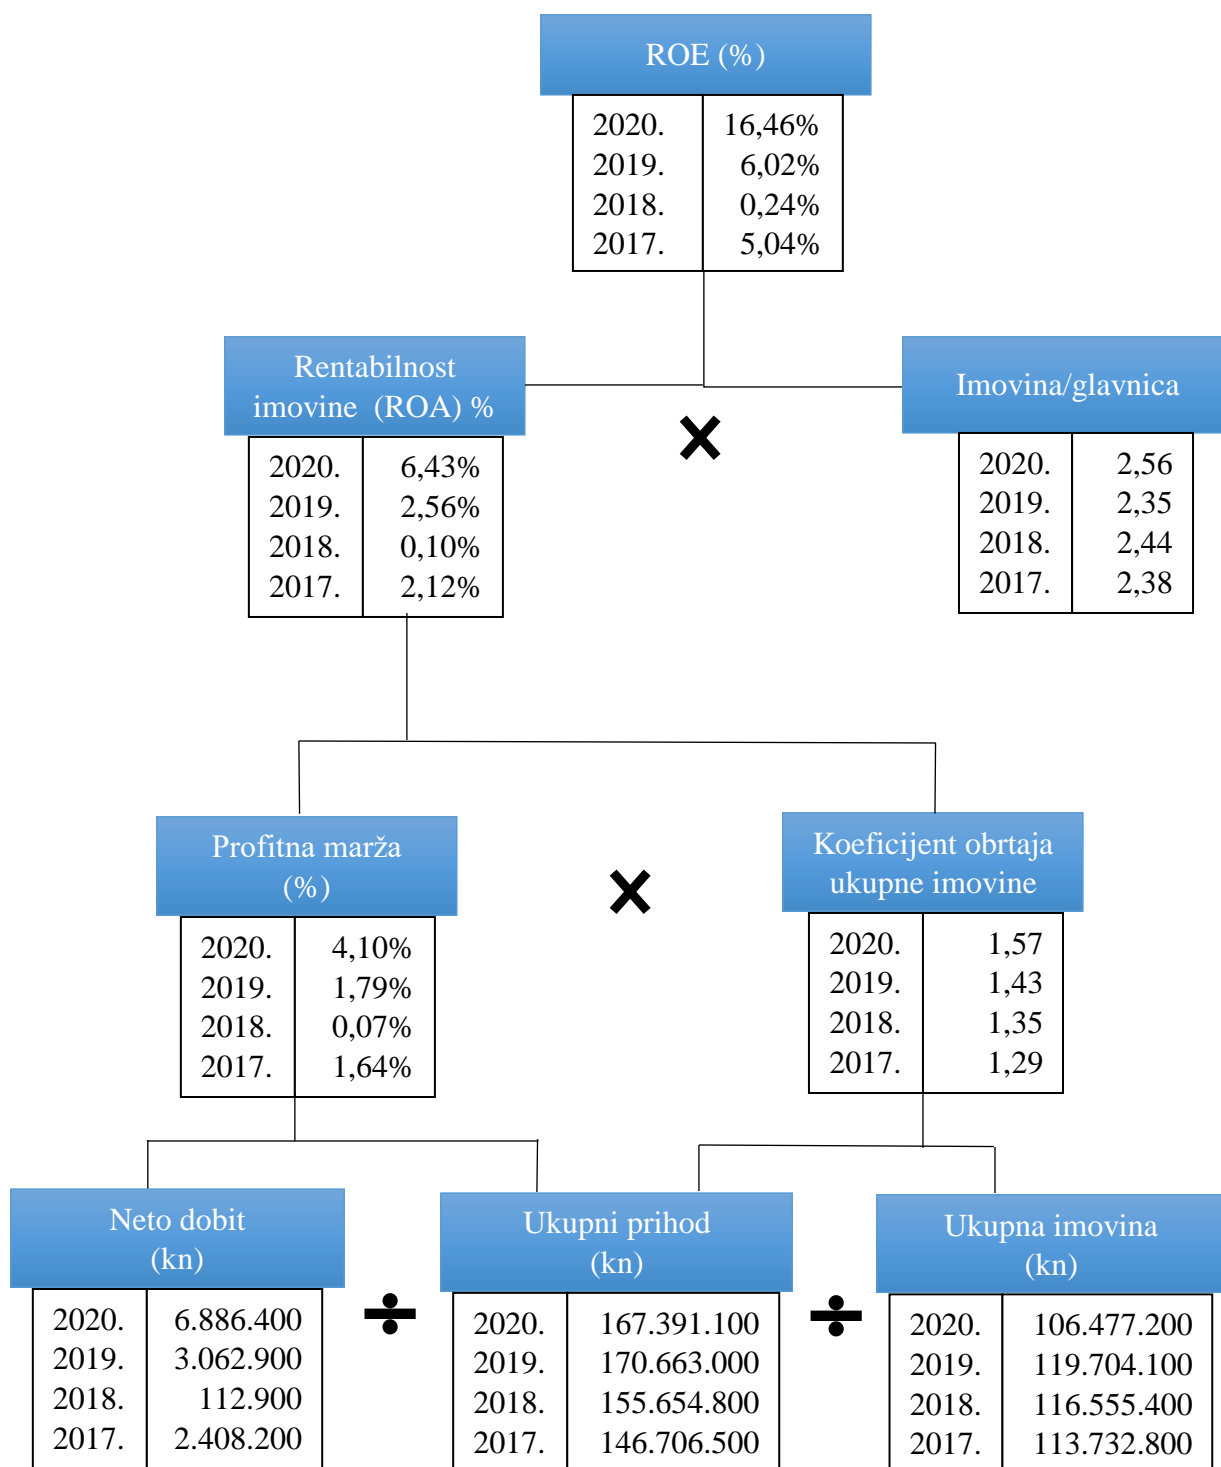 ROE (%)
2020. 16,46%
2019. 6,02%
2018. 0,24%
2017. 5,04%
Rentabilnost
imovine (ROA) %
2020. 6,43%
2019. 2,56%
2018. 0,10%
2017. 2,12%
×
Imovina/glavnica
2020. 2,56
2019. 2,35
2018. 2,44
2017. 2,38
Profitna marža
(%)
2020. 4,10%
2019. 1,79%
2018. 0,07%
2017. 1,64%
×
Koeficijent obrtaja
ukupne imovine
2020. 1,57
2019. 1,43
2018. 1,35
2017. 1,29
Neto dobit
(kn)
2020. 6.886.400
2019. 3.062.900
2018. 112.900
2017. 2.408.200
÷
Ukupni prihod
(kn)
2020. 167.391.100
2019. 170.663.000
2018. 155.654.800
2017. 146.706.500
÷
Ukupna imovina
(kn)
2020. 106.477.200
2019. 119.704.100
2018. 116.555.400
2017. 113.732.800